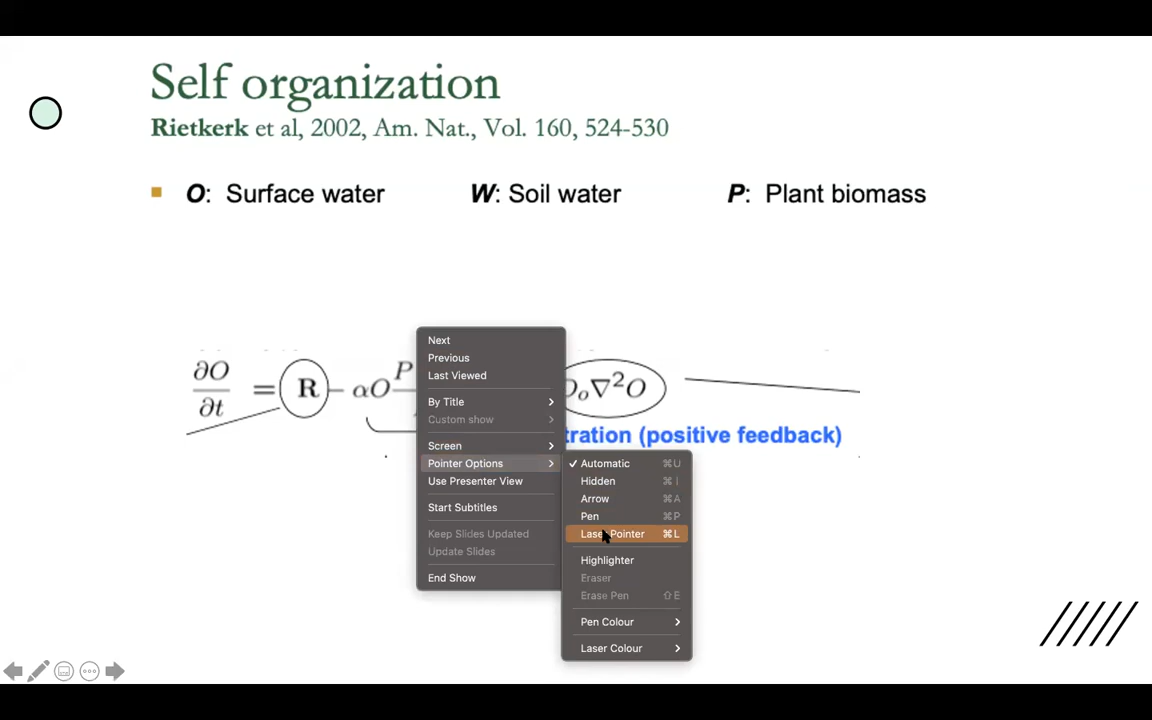 Self organization
Rietkerk et al, 2002, Am. Nat., Vol. 160, 524-530
O: Surface water W: Soil water P: Plant biomass
∂O/∂t = R – αO P D_o∇²O
tration (positive feedback)
Next
Previous
Last Viewed
By Title
Custom show
Screen
Pointer Options
Use Presenter View
Start Subtitles
Keep Slides Updated
Update Slides
End Show
✓ Automatic ⌘U
Hidden ⌘I
Arrow ⌘A
Pen ⌘P
Laser Pointer ⌘L
Highlighter
Eraser
Erase Pen ⇧E
Pen Colour
Laser Colour